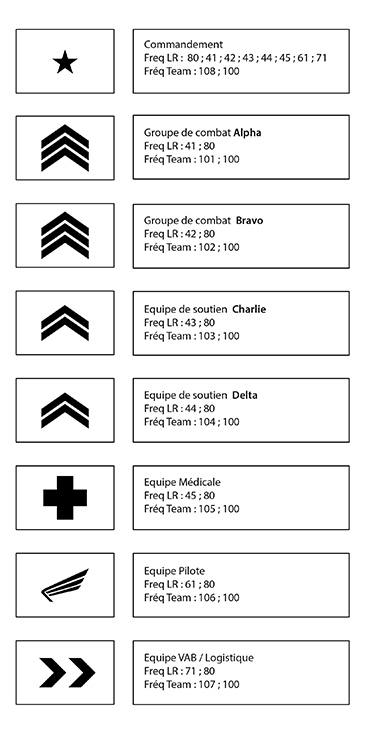 Commandement
Freq LR : 80 ; 41 ; 42 ; 43 ; 44 ; 45 ; 61 ; 71
Fréq Team : 108 ; 100
Groupe de combat Alpha
Freq LR : 41 ; 80
Fréq Team : 101 ; 100
Groupe de combat Bravo
Freq LR : 42 ; 80
Fréq Team : 102 ; 100
Equipe de soutien Charlie
Freq LR : 43 ; 80
Fréq Team : 103 ; 100
Equipe de soutien Delta
Freq LR : 44 ; 80
Fréq Team : 104 ; 100
Equipe Médicale
Freq LR : 45 ; 80
Fréq Team : 105 ; 100
Equipe Pilote
Freq LR : 61 ; 80
Fréq Team : 106 ; 100
Equipe VAB / Logistique
Freq LR : 71 ; 80
Fréq Team : 107 ; 100